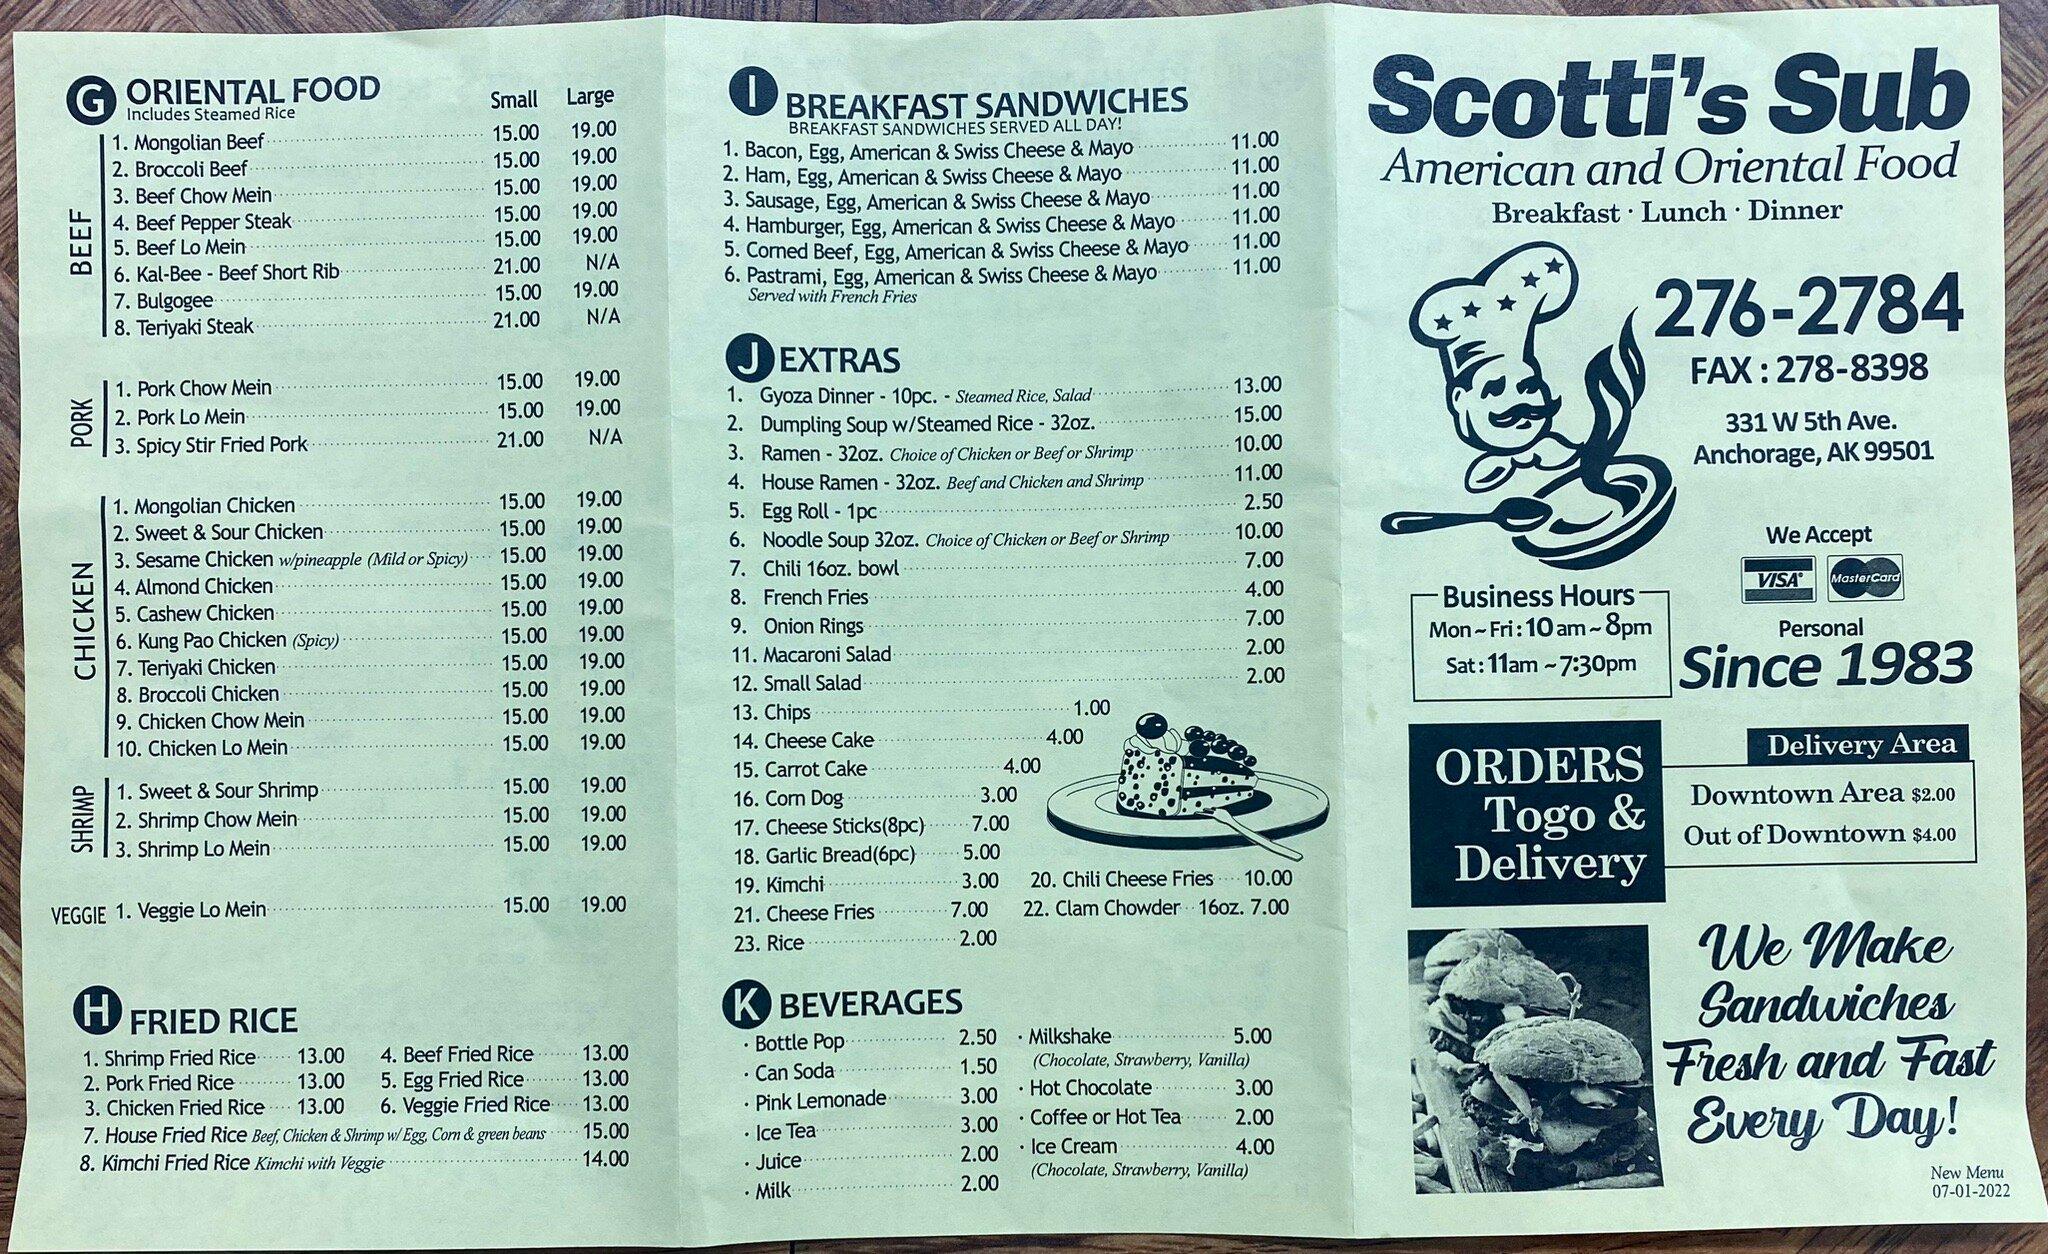 G ORIENTAL FOOD
Includes Steamed Rice
Small Large
BEEF
1. Mongolian Beef 15.00 19.00
2. Broccoli Beef 15.00 19.00
3. Beef Chow Mein 15.00 19.00
4. Beef Pepper Steak 15.00 19.00
5. Beef Lo Mein 15.00 19.00
6. Kal-Bee - Beef Short Rib 21.00 N/A
7. Bulgogee 15.00 19.00
8. Teriyaki Steak 21.00 N/A
PORK
1. Pork Chow Mein 15.00 19.00
2. Pork Lo Mein 15.00 19.00
3. Spicy Stir Fried Pork 21.00 N/A
CHICKEN
1. Mongolian Chicken 15.00 19.00
2. Sweet & Sour Chicken 15.00 19.00
3. Sesame Chicken w/pineapple (Mild or Spicy) 15.00 19.00
4. Almond Chicken 15.00 19.00
5. Cashew Chicken 15.00 19.00
6. Kung Pao Chicken (Spicy) 15.00 19.00
7. Teriyaki Chicken 15.00 19.00
8. Broccoli Chicken 15.00 19.00
9. Chicken Chow Mein 15.00 19.00
10. Chicken Lo Mein 15.00 19.00
SHRIMP
1. Sweet & Sour Shrimp 15.00 19.00
2. Shrimp Chow Mein 15.00 19.00
3. Shrimp Lo Mein 15.00 19.00
VEGGIE 1. Veggie Lo Mein 15.00 19.00
H FRIED RICE
1. Shrimp Fried Rice 13.00 4. Beef Fried Rice 13.00
2. Pork Fried Rice 13.00 5. Egg Fried Rice 13.00
3. Chicken Fried Rice 13.00 6. Veggie Fried Rice 13.00
7. House Fried Rice Beef, Chicken & Shrimp w/ Egg, Corn & green beans 15.00
8. Kimchi Fried Rice Kimchi with Veggie 14.00
I BREAKFAST SANDWICHES
BREAKFAST SANDWICHES SERVED ALL DAY!
1. Bacon, Egg, American & Swiss Cheese & Mayo 11.00
2. Ham, Egg, American & Swiss Cheese & Mayo 11.00
3. Sausage, Egg, American & Swiss Cheese & Mayo 11.00
4. Hamburger, Egg, American & Swiss Cheese & Mayo 11.00
5. Corned Beef, Egg, American & Swiss Cheese & Mayo 11.00
6. Pastrami, Egg, American & Swiss Cheese & Mayo 11.00
Served with French Fries
J EXTRAS
1. Gyoza Dinner - 10pc. - Steamed Rice, Salad 13.00
2. Dumpling Soup w/Steamed Rice - 32oz. 15.00
3. Ramen - 32oz. Choice of Chicken or Beef or Shrimp 10.00
4. House Ramen - 32oz. Beef and Chicken and Shrimp 11.00
5. Egg Roll - 1pc 2.50
6. Noodle Soup 32oz. Choice of Chicken or Beef or Shrimp 10.00
7. Chili 16oz. bowl 7.00
8. French Fries 4.00
9. Onion Rings 7.00
11. Macaroni Salad 2.00
12. Small Salad 2.00
13. Chips 1.00
14. Cheese Cake 4.00
15. Carrot Cake 4.00
16. Corn Dog 3.00
17. Cheese Sticks(8pc) 7.00
18. Garlic Bread(6pc) 5.00
19. Kimchi 3.00 20. Chili Cheese Fries 10.00
21. Cheese Fries 7.00 22. Clam Chowder 16oz. 7.00
23. Rice 2.00
K BEVERAGES
· Bottle Pop 2.50
· Can Soda 1.50
· Pink Lemonade 3.00
· Ice Tea 3.00
· Juice 2.00
· Milk 2.00
· Milkshake 5.00
(Chocolate, Strawberry, Vanilla)
· Hot Chocolate 3.00
· Coffee or Hot Tea 2.00
· Ice Cream 4.00
(Chocolate, Strawberry, Vanilla)
Scotti's Sub
American and Oriental Food
Breakfast · Lunch · Dinner
276-2784
FAX : 278-8398
331 W 5th Ave.
Anchorage, AK 99501
We Accept
VISA MasterCard
Personal
Since 1983
Business Hours
Mon ~ Fri : 10 am ~ 8pm
Sat : 11am ~ 7:30pm
ORDERS
Togo &
Delivery
Delivery Area
Downtown Area $2.00
Out of Downtown $4.00
We Make
Sandwiches
Fresh and Fast
Every Day!
New Menu
07-01-2022